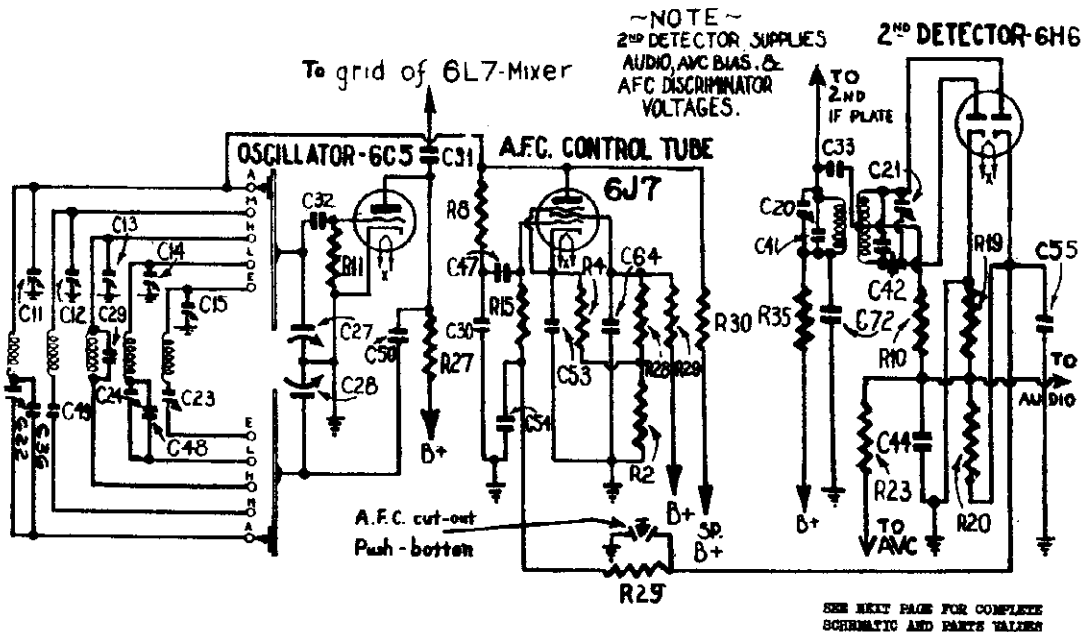 ~NOTE~
2ND DETECTOR SUPPLIES
AUDIO, AVC BIAS. &
AFC DISCRIMINATOR
VOLTAGES.
2ND DETECTOR-6H6
To grid of 6L7-Mixer
TO
2ND
IF PLATE
OSCILLATOR-6C5
C31
A.F.C. CONTROL TUBE
6J7
C33
C21
A
M
H
L
E
C32
R8
C20
C41
C13
C14
R11
X
C47
X
R4
C64
X
R19
C55
C15
R15
C42
C11
C12
C29
C27
C50
R27
C30
C53
R28
R29
R30
R35
C72
R10
C28
TO
AUDIO
C24
C23
C22
C36
C49
C48
C54
R2
C44
R23
R20
E
L
H
M
A
B+
B+
SP.
B+
B+
TO
AVC
A.F.C. cut-out
Push-botton
R25
SEE NEXT PAGE FOR COMPLETE
SCHEMATIC AND PARTS VALUES